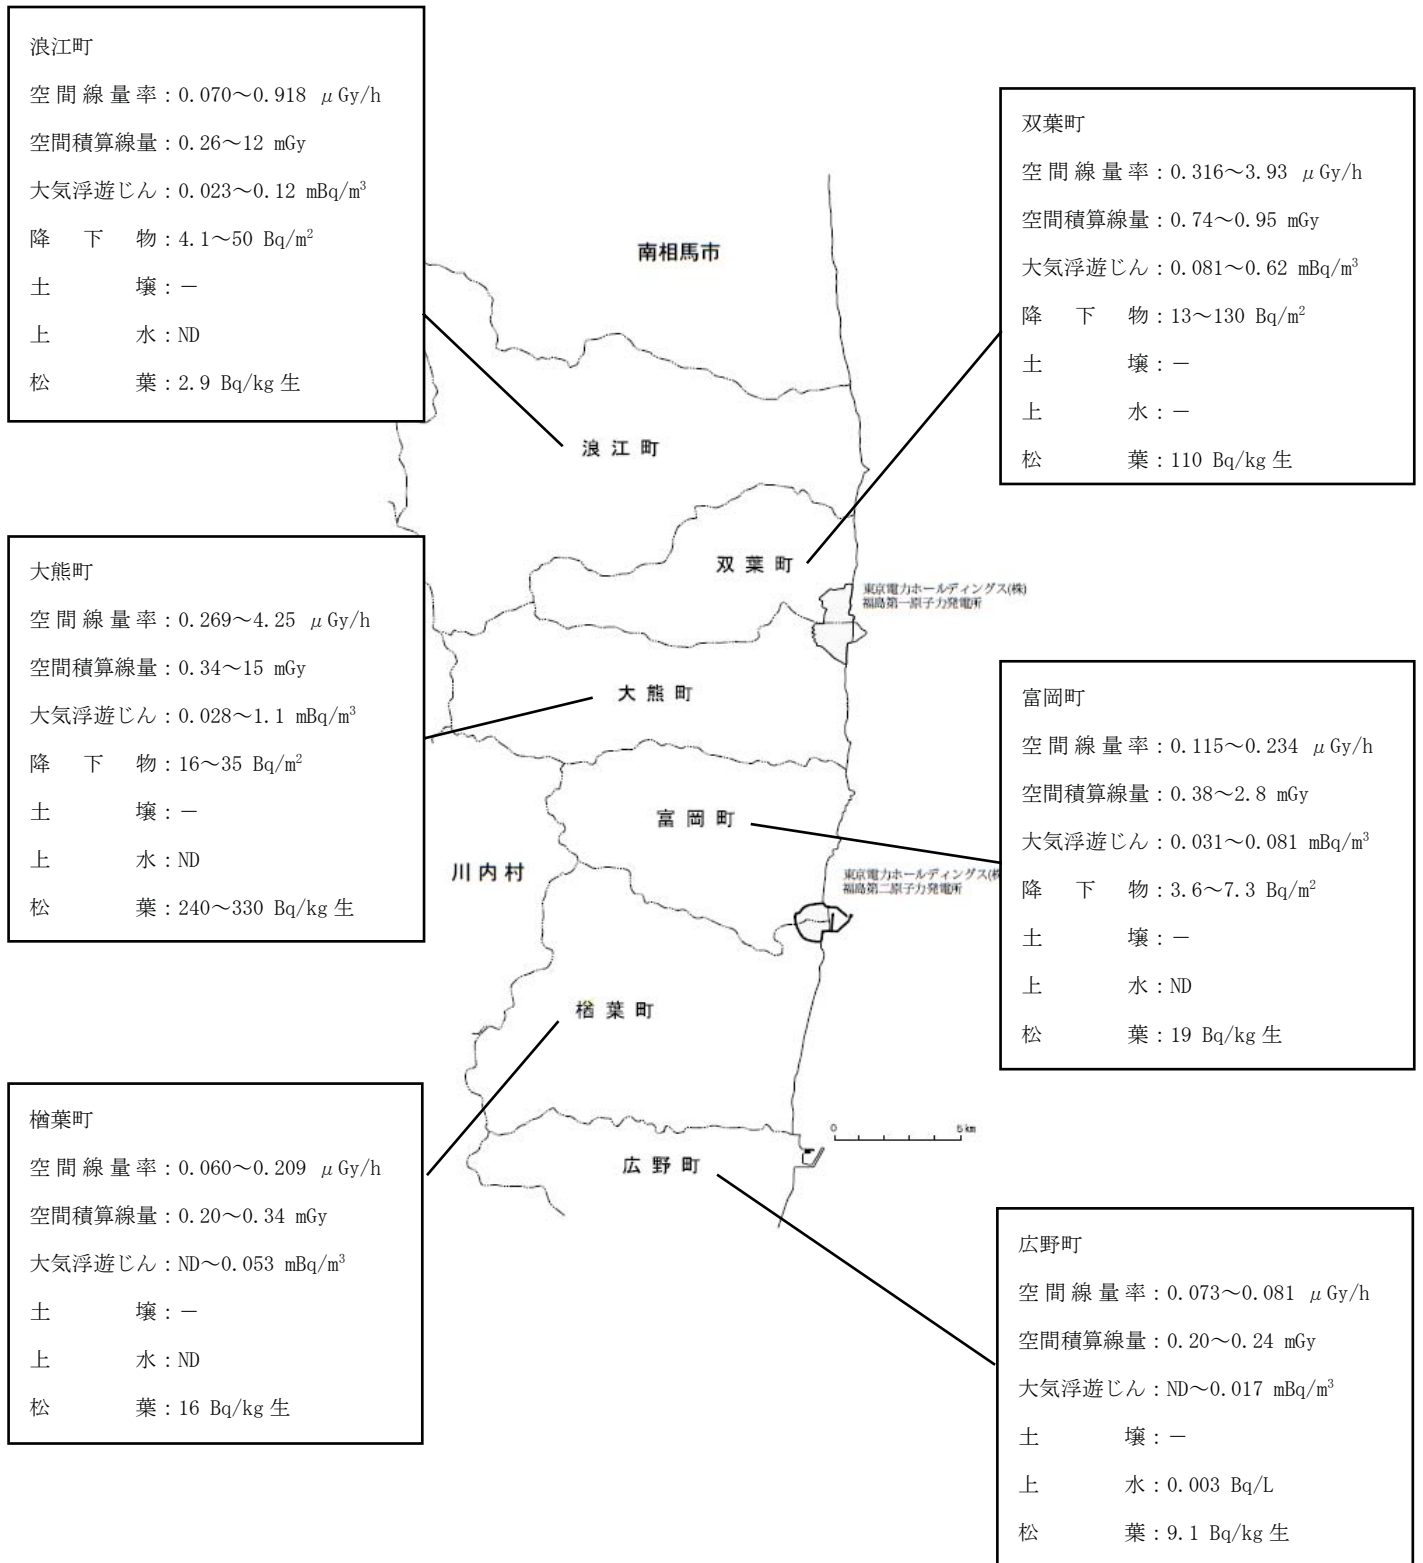 浪江町
空間線量率：0.070～0.918 μGy/h
空間積算線量：0.26～12 mGy
大気浮遊じん：0.023～0.12 mBq/m³
降下物：4.1～50 Bq/m²
土壌：－
上水：ND
松葉：2.9 Bq/kg 生
双葉町
空間線量率：0.316～3.93 μGy/h
空間積算線量：0.74～0.95 mGy
大気浮遊じん：0.081～0.62 mBq/m³
降下物：13～130 Bq/m²
土壌：－
上水：－
松葉：110 Bq/kg 生
南相馬市
浪江町
双葉町
東京電力ホールディングス(株)
福島第一原子力発電所
大熊町
空間線量率：0.269～4.25 μGy/h
空間積算線量：0.34～15 mGy
大気浮遊じん：0.028～1.1 mBq/m³
降下物：16～35 Bq/m²
土壌：－
上水：ND
松葉：240～330 Bq/kg 生
大熊町
富岡町
空間線量率：0.115～0.234 μGy/h
空間積算線量：0.38～2.8 mGy
大気浮遊じん：0.031～0.081 mBq/m³
降下物：3.6～7.3 Bq/m²
土壌：－
上水：ND
松葉：19 Bq/kg 生
富岡町
川内村
東京電力ホールディングス(株
福島第二原子力発電所
楢葉町
楢葉町
空間線量率：0.060～0.209 μGy/h
空間積算線量：0.20～0.34 mGy
大気浮遊じん：ND～0.053 mBq/m³
土壌：－
上水：ND
松葉：16 Bq/kg 生
0 5km
広野町
広野町
空間線量率：0.073～0.081 μGy/h
空間積算線量：0.20～0.24 mGy
大気浮遊じん：ND～0.017 mBq/m³
土壌：－
上水：0.003 Bq/L
松葉：9.1 Bq/kg 生